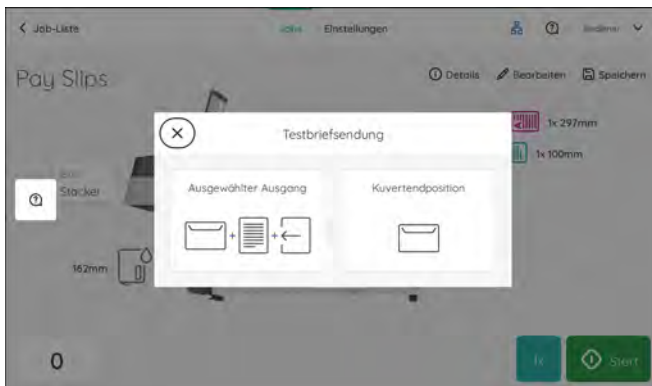 Job-Liste
Jobs
Einstellungen
Bediener
Pay Slips
Details
Bearbeiten
Speichern
Testbriefsendung
1x 297mm
1x 100mm
Ausgewählter Ausgang
Kuvertendposition
Stacker
162mm
0
1x
Start